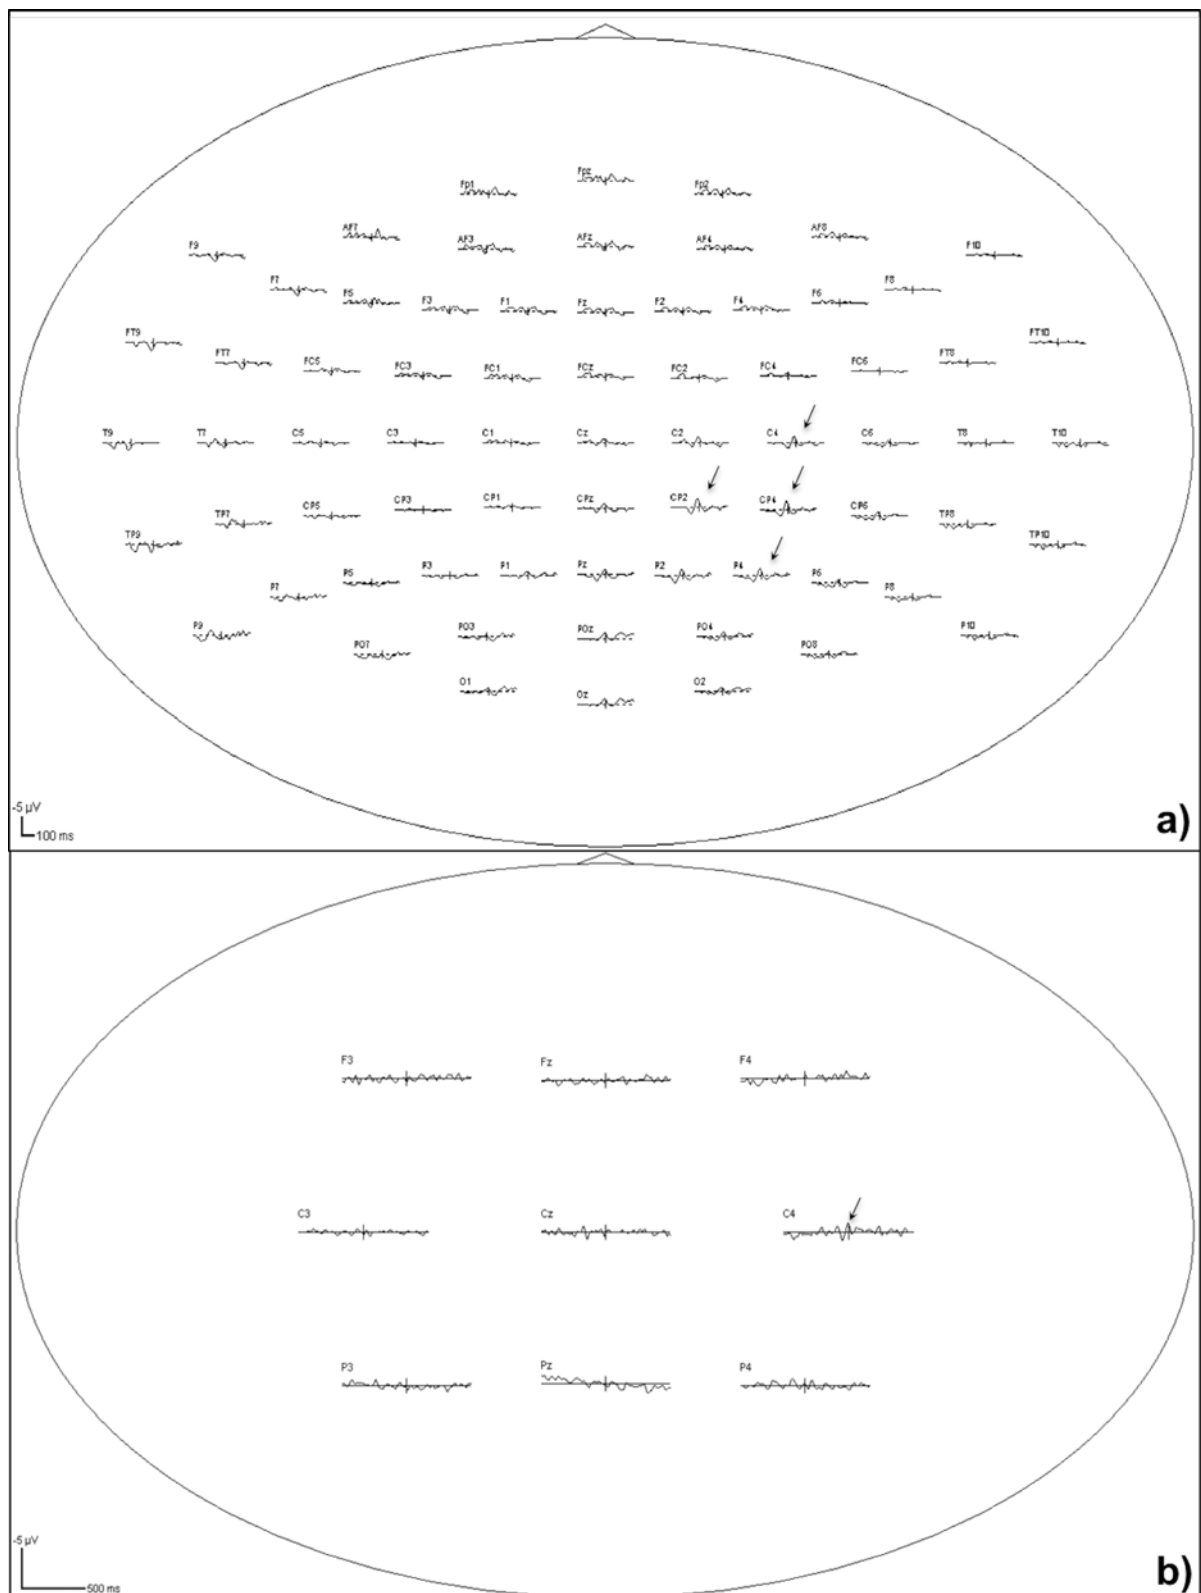 Fp1 Fpz Fp2
AF7 AF3 AFz AF4 AF8
F9 F10
F7 F5 F3 F1 Fz F2 F4 F6 F8
FT9 FT10
FT7 FC5 FC3 FC1 FCz FC2 FC4 FC6 FT8
T9 T7 C5 C3 C1 Cz C2 C4 C6 T8 T10
TP7 CP5 CP3 CP1 CPz CP2 CP4 CP6 TP8
TP9 TP10
P7 P5 P3 P1 Pz P2 P4 P6 P8
P9 PO7 PO3 POz PO4 PO8 P10
O1 Oz O2
-5 µV
100 ms
a)
F3 Fz F4
C3 Cz C4
P3 Pz P4
-5 µV
500 ms
b)